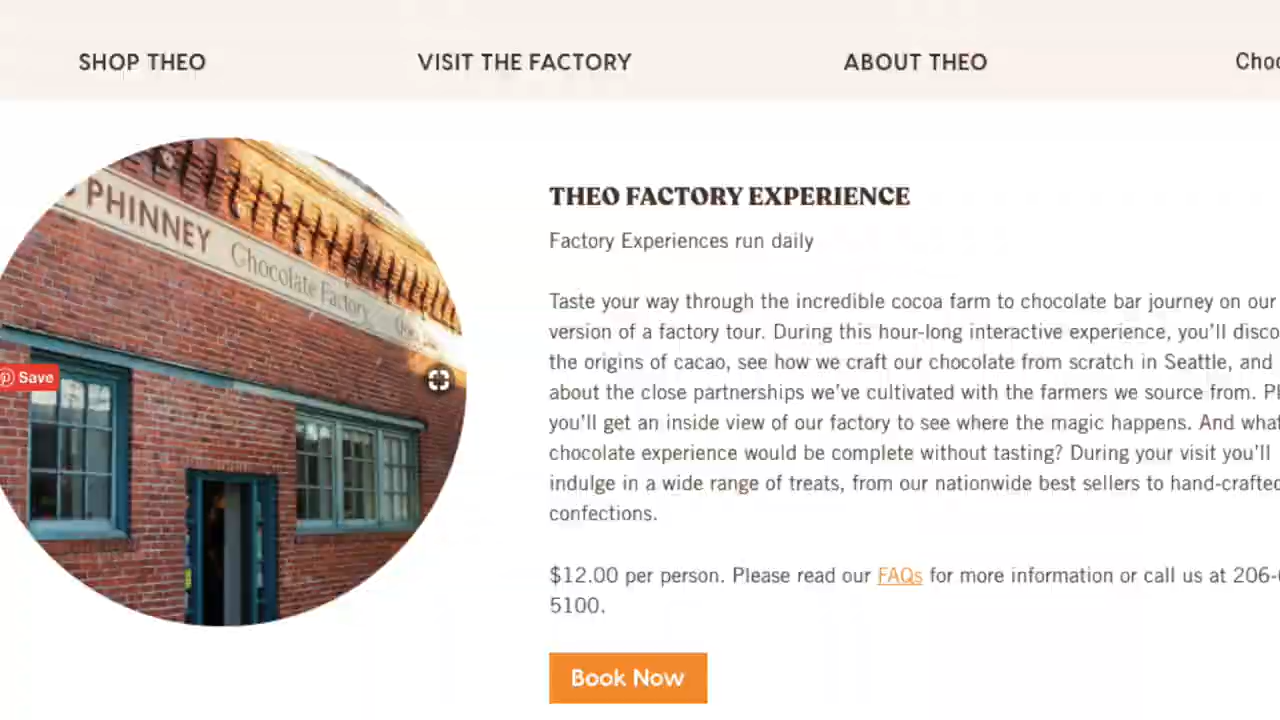 SHOP THEO
VISIT THE FACTORY
ABOUT THEO
PHINNEY Chocolate Factory
Save
THEO FACTORY EXPERIENCE
Factory Experiences run daily
Taste your way through the incredible cocoa farm to chocolate bar journey on our
version of a factory tour. During this hour-long interactive experience, you'll
the origins of cacao, see how we craft our chocolate from scratch in Seattle, and
about the close partnerships we've cultivated with the farmers we source from.
you'll get an inside view of our factory to see where the magic happens. And
chocolate experience would be complete without tasting? During your visit you'll
indulge in a wide range of treats, from our nationwide best sellers to
confections.
$12.00 per person. Please read our FAQs for more information or call us at 206-
5100.
Book Now